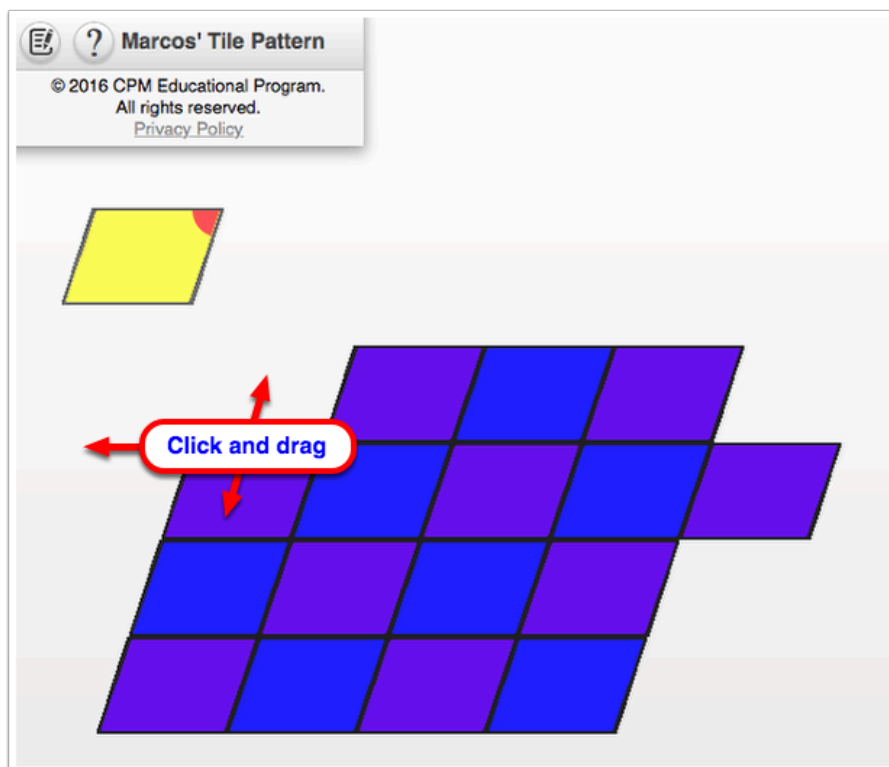 Marcos' Tile Pattern
© 2016 CPM Educational Program.
All rights reserved.
Privacy Policy
Click and drag